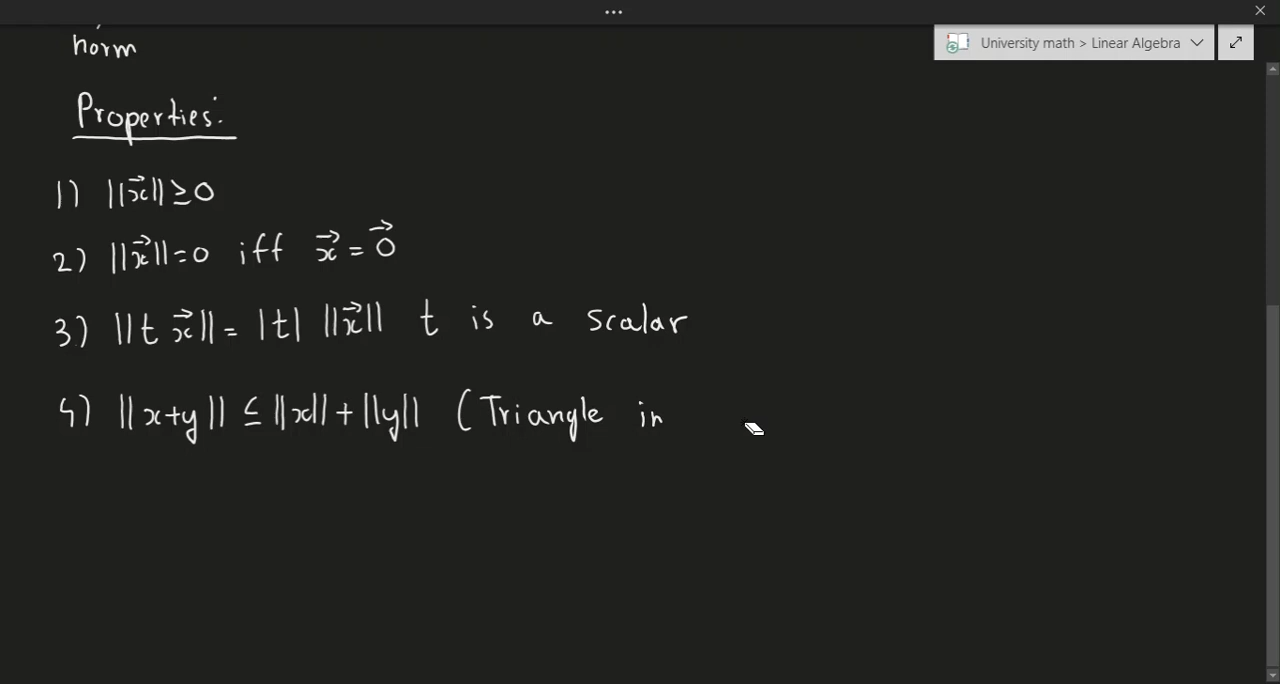 University math > Linear Algebra
norm
Properties:
1) ||x⃗|| ≥ 0
2) ||x⃗|| = 0 iff x⃗ = 0⃗
3) ||t x⃗|| = |t| ||x⃗|| t is a scalar
4) ||x+y|| ≤ ||x|| + ||y|| (Triangle in